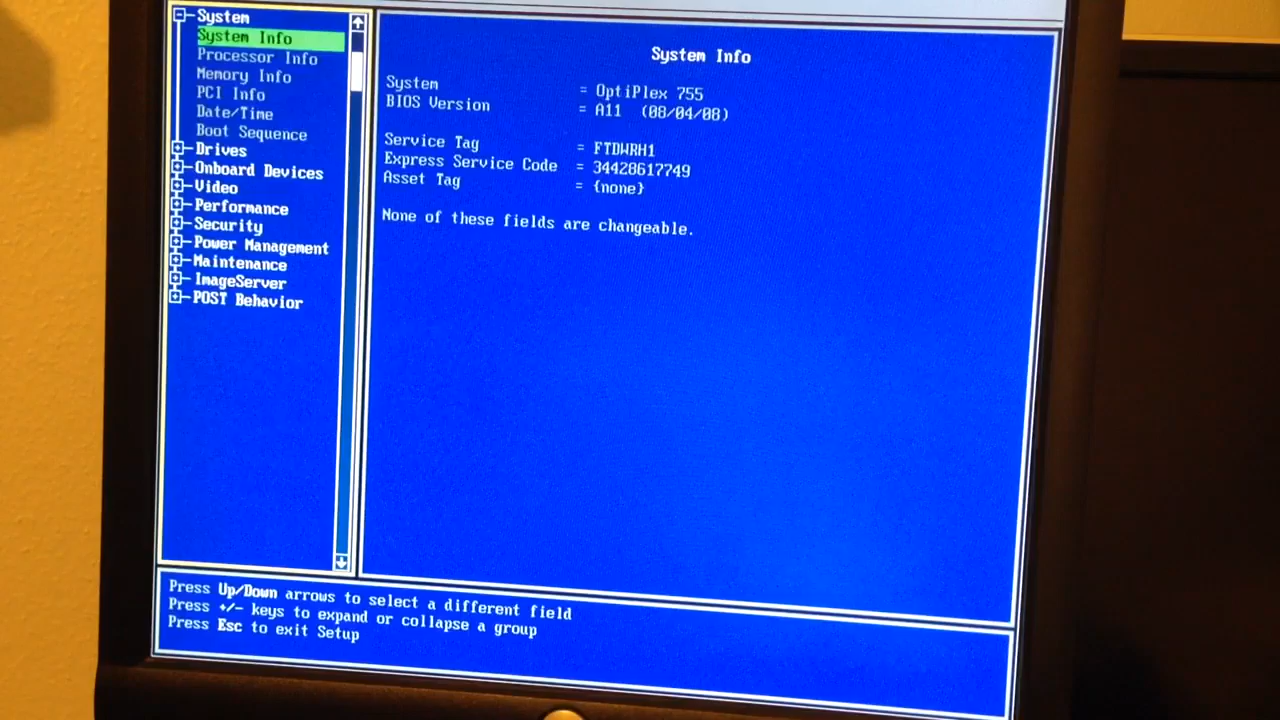 System
System Info
Processor Info
Memory Info
PCI Info
Date/Time
Boot Sequence
Drives
Onboard Devices
Video
Performance
Security
Power Management
Maintenance
ImageServer
POST Behavior
System Info
System = OptiPlex 755
BIOS Version = A11 (08/04/08)
Service Tag = FTDWRH1
Express Service Code = 34428617749
Asset Tag = {none}
None of these fields are changeable.
Press Up/Down arrows to select a different field
Press +/- keys to expand or collapse a group
Press Esc to exit Setup